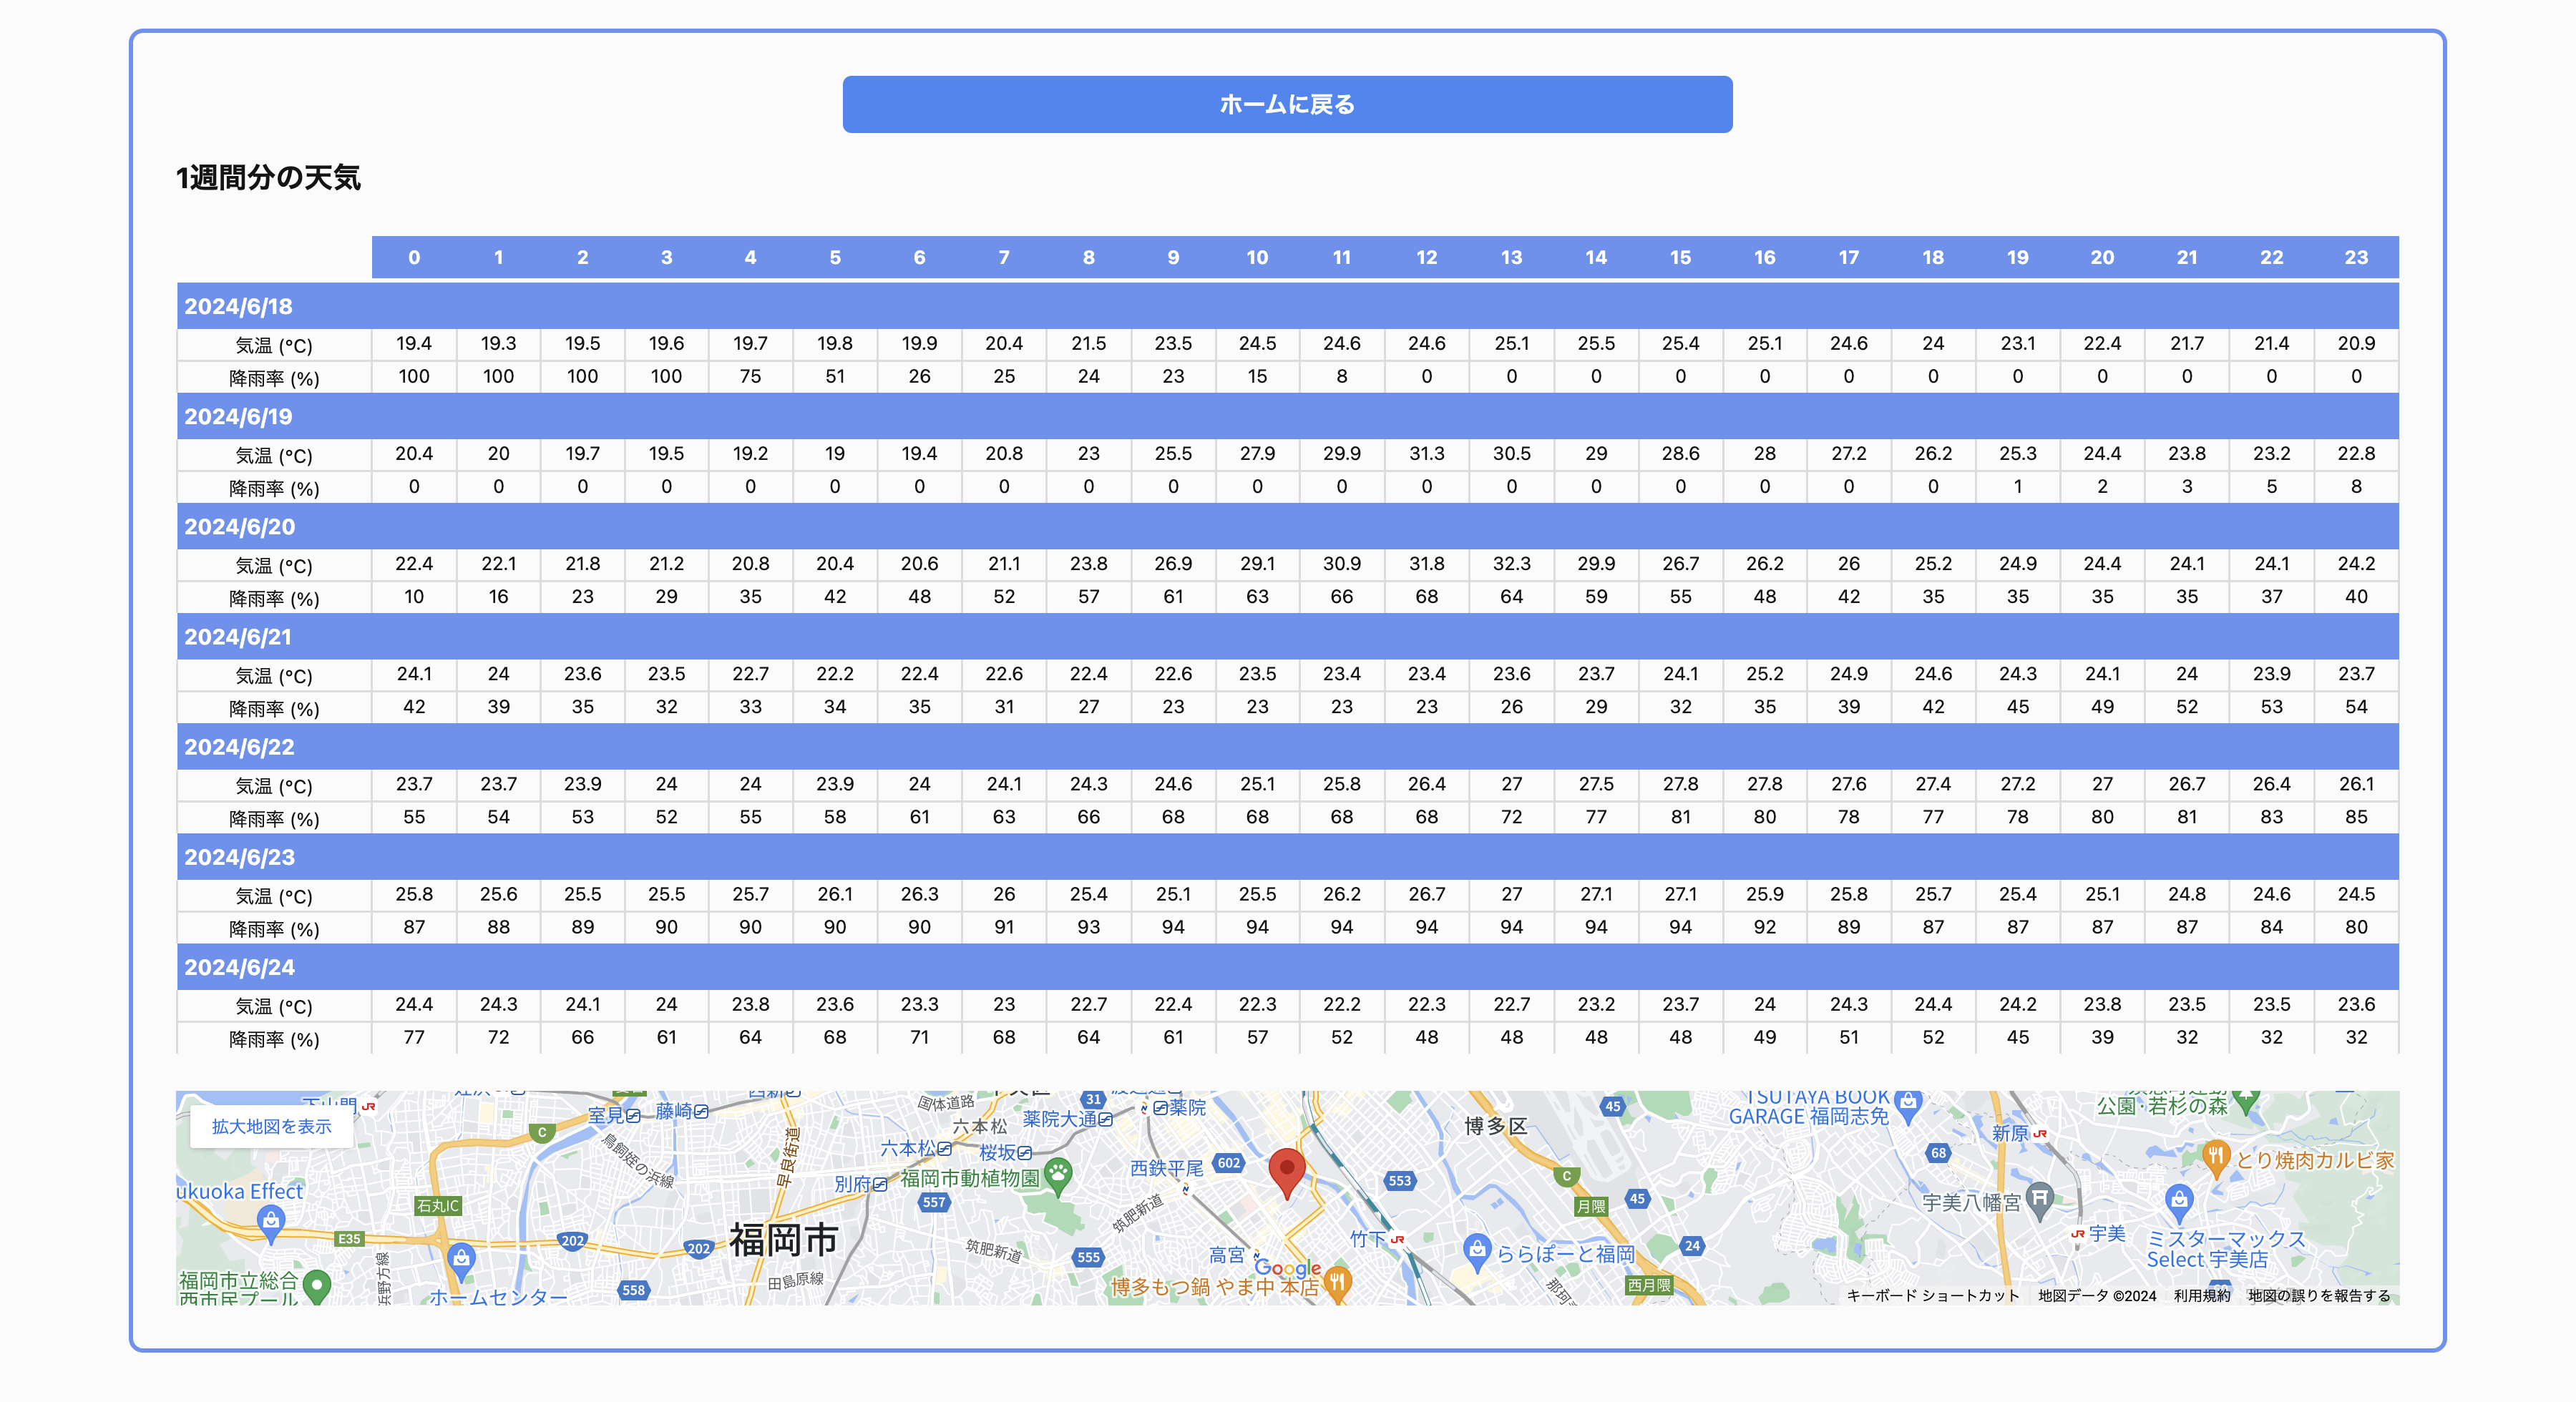 ホームに戻る
1週間分の天気
0 1 2 3 4 5 6 7 8 9 10 11 12 13 14 15 16 17 18 19 20 21 22 23
2024/6/18
気温 (°C) 19.4 19.3 19.5 19.6 19.7 19.8 19.9 20.4 21.5 23.5 24.5 24.6 24.6 25.1 25.5 25.4 25.1 24.6 24 23.1 22.4 21.7 21.4 20.9
降雨率 (%) 100 100 100 100 75 51 26 25 24 23 15 8 0 0 0 0 0 0 0 0 0 0 0 0
2024/6/19
気温 (°C) 20.4 20 19.7 19.5 19.2 19 19.4 20.8 23 25.5 27.9 29.9 31.3 30.5 29 28.6 28 27.2 26.2 25.3 24.4 23.8 23.2 22.8
降雨率 (%) 0 0 0 0 0 0 0 0 0 0 0 0 0 0 0 0 0 0 0 1 2 3 5 8
2024/6/20
気温 (°C) 22.4 22.1 21.8 21.2 20.8 20.4 20.6 21.1 23.8 26.9 29.1 30.9 31.8 32.3 29.9 26.7 26.2 26 25.2 24.9 24.4 24.1 24.1 24.2
降雨率 (%) 10 16 23 29 35 42 48 52 57 61 63 66 68 64 59 55 48 42 35 35 35 35 37 40
2024/6/21
気温 (°C) 24.1 24 23.6 23.5 22.7 22.2 22.4 22.6 22.4 22.6 23.5 23.4 23.4 23.6 23.7 24.1 25.2 24.9 24.6 24.3 24.1 24 23.9 23.7
降雨率 (%) 42 39 35 32 33 34 35 31 27 23 23 23 23 26 29 32 35 39 42 45 49 52 53 54
2024/6/22
気温 (°C) 23.7 23.7 23.9 24 24 23.9 24 24.1 24.3 24.6 25.1 25.8 26.4 27 27.5 27.8 27.8 27.6 27.4 27.2 27 26.7 26.4 26.1
降雨率 (%) 55 54 53 52 55 58 61 63 66 68 68 68 68 72 77 81 80 78 77 78 80 81 83 85
2024/6/23
気温 (°C) 25.8 25.6 25.5 25.5 25.7 26.1 26.3 26 25.4 25.1 25.5 26.2 26.7 27 27.1 27.1 25.9 25.8 25.7 25.4 25.1 24.8 24.6 24.5
降雨率 (%) 87 88 89 90 90 90 90 91 93 94 94 94 94 94 94 94 92 89 87 87 87 87 84 80
2024/6/24
気温 (°C) 24.4 24.3 24.1 24 23.8 23.6 23.3 23 22.7 22.4 22.3 22.2 22.3 22.7 23.2 23.7 24 24.3 24.4 24.2 23.8 23.5 23.5 23.6
降雨率 (%) 77 72 66 61 64 68 71 68 64 61 57 52 48 48 48 48 49 51 52 45 39 32 32 32
拡大地図を表示
下山門 JR
室見
藤崎
国体道路
31
薬院
薬院大通
六本松
六本松
桜坂
別府
福岡市動植物園
早良街道
鳥飼姪の浜線
C
石丸IC
ukuoka Effect
E35
202
202
福岡市
557
西鉄平尾
602
筑肥新道
筑肥新道
555
高宮
Google
博多もつ鍋 やま中 本店
田島原線
558
ホームセンター
福岡市立総合
西市民プール
浜野方線
博多区
45
C
553
月隈
45
竹下 JR
ららぽーと福岡
24
西月隈
TSUTAYA BOOK
GARAGE 福岡志免
新原 JR
68
公園·若杉の森
とり焼肉カルビ家
宇美八幡宮
JR 宇美
ミスターマックス
Select 宇美店
キーボード ショートカット 地図データ ©2024 利用規約 地図の誤りを報告する